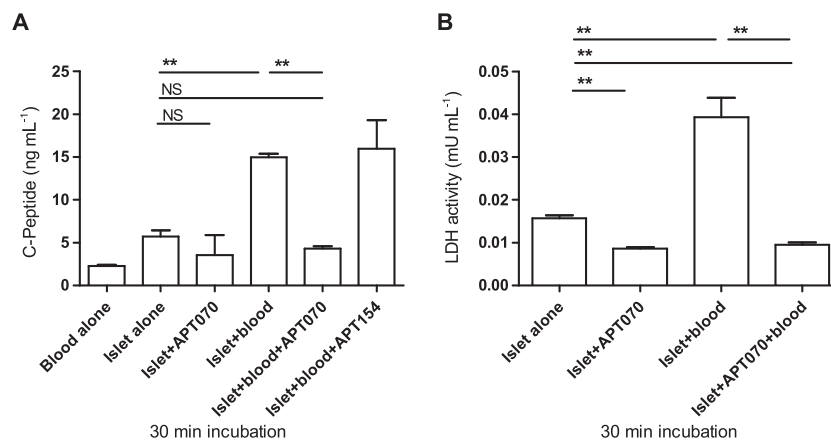 A
**
**
NS
NS
25
20
15
10
5
0
C-Peptide (ng mL-1)
Blood alone
Islet alone
Islet+APT070
Islet+blood
Islet+blood+APT070
Islet+blood+APT154
30 min incubation
B
**
**
**
**
0.05
0.04
0.03
0.02
0.01
0.00
LDH activity (mU mL-1)
Islet alone
Islet+APT070
Islet+blood
Islet+APT070+blood
30 min incubation